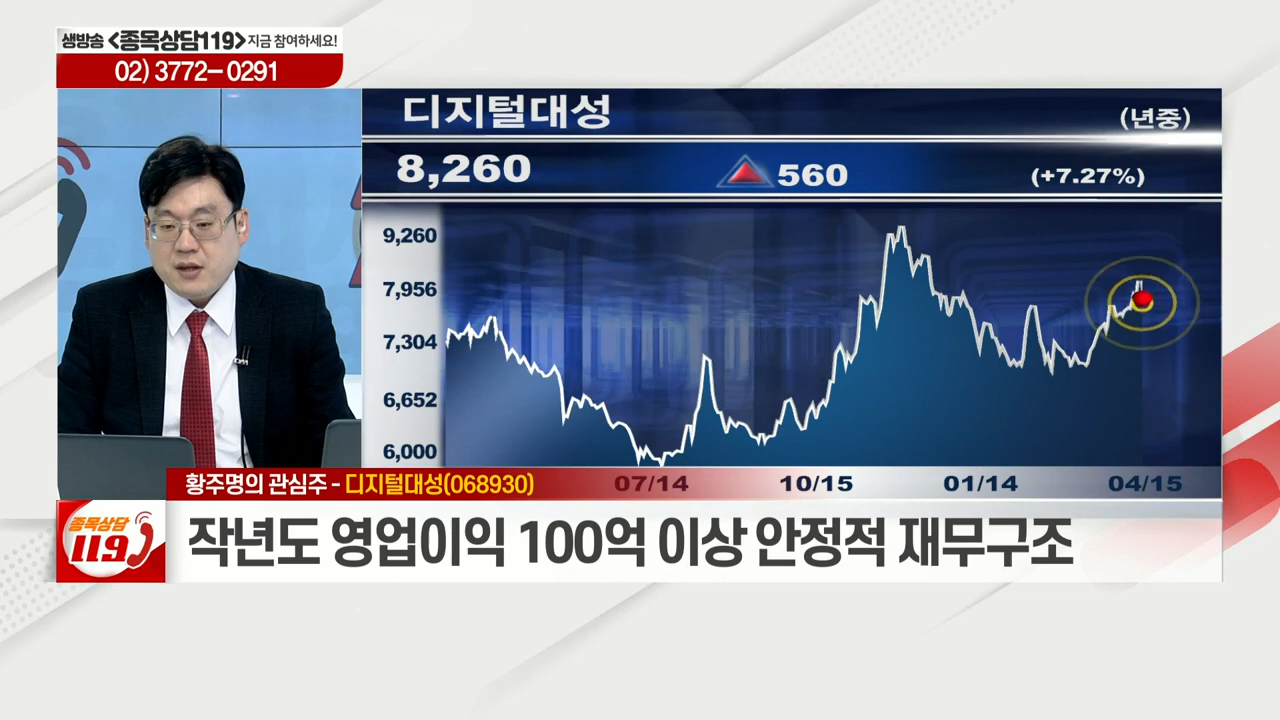 생방송 <종목상담119> 지금 참여하세요!
02) 3772-0291
디지털대성 (년중)
8,260 560 (+7.27%)
9,260
7,956
7,304
6,652
6,000
07/14 10/15 01/14 04/15
황주명의 관심주 - 디지털대성(068930)
종목상담
119
작년도 영업이익 100억 이상 안정적 재무구조